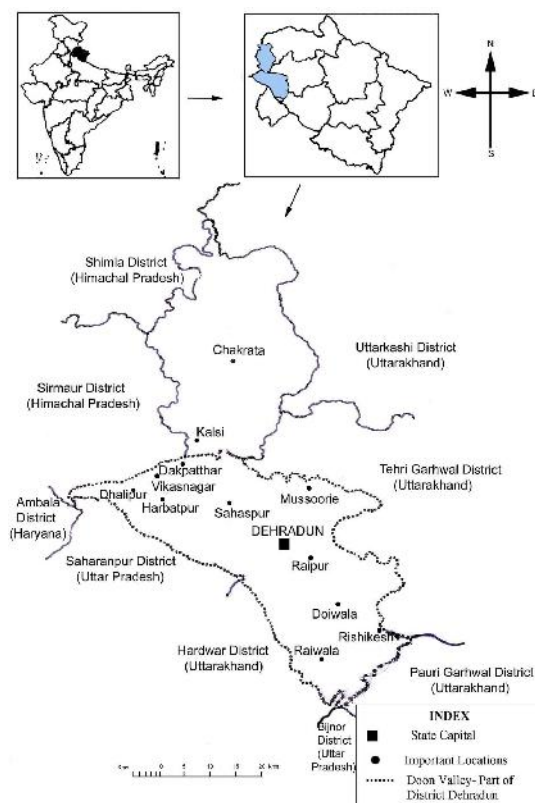 N
W
S
Shimla District
(Himachal Pradesh)
Chakrata
Uttarkashi District
(Uttarakhand)
Sirmaur District
(Himachal Pradesh)
Kalsi
Dakpatthar
Tehri Garhwal District
(Uttarakhand)
Vikasnagar
Mussoorie
Dhalipur
Harbatpur
Sahaspur
Ambala
District
(Haryana)
DEHRADUN
Saharanpur District
(Uttar Pradesh)
Raipur
Doiwala
Rishikesh
Hardwar District
(Uttarakhand)
Raiwala
Pauri Garhwal District
(Uttarakhand)
INDEX
State Capital
Important Locations
Doon Valley- Part of
District Dehradun
Bijnor
District
(Uttar
Pradesh)
5
10
15
20 km